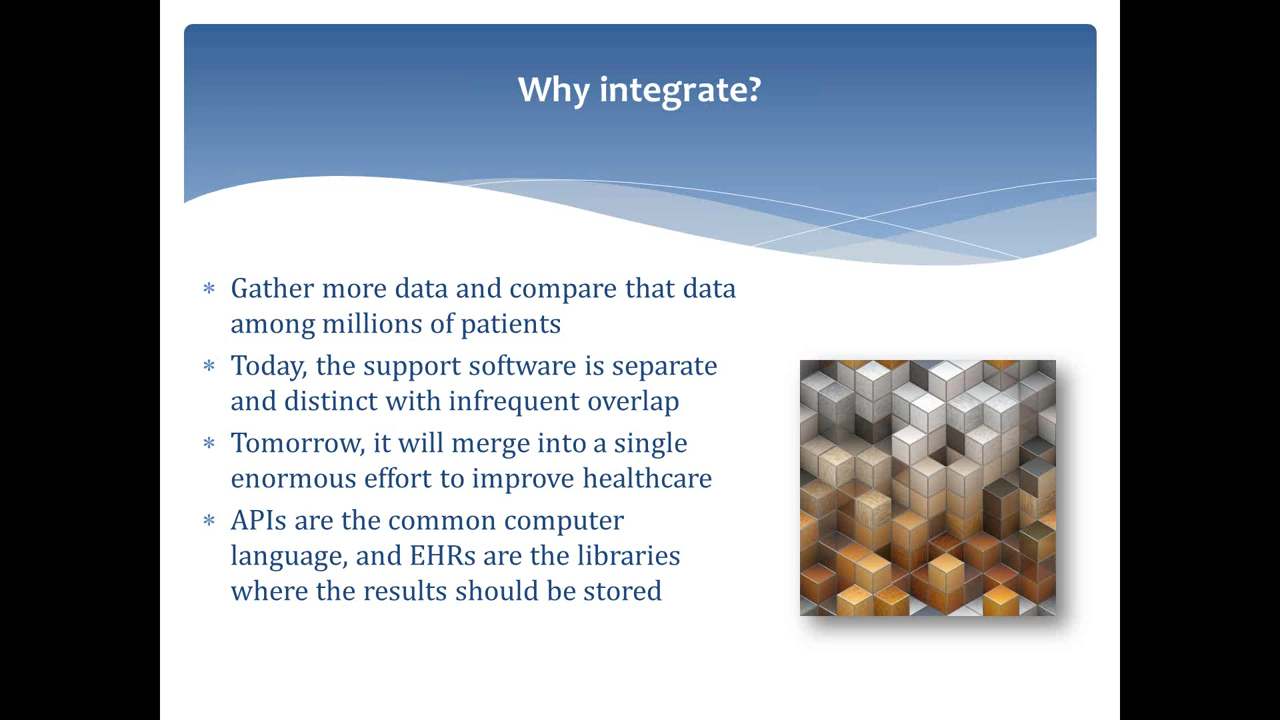 Why integrate?
* Gather more data and compare that data
among millions of patients
* Today, the support software is separate
and distinct with infrequent overlap
* Tomorrow, it will merge into a single
enormous effort to improve healthcare
* APIs are the common computer
language, and EHRs are the libraries
where the results should be stored